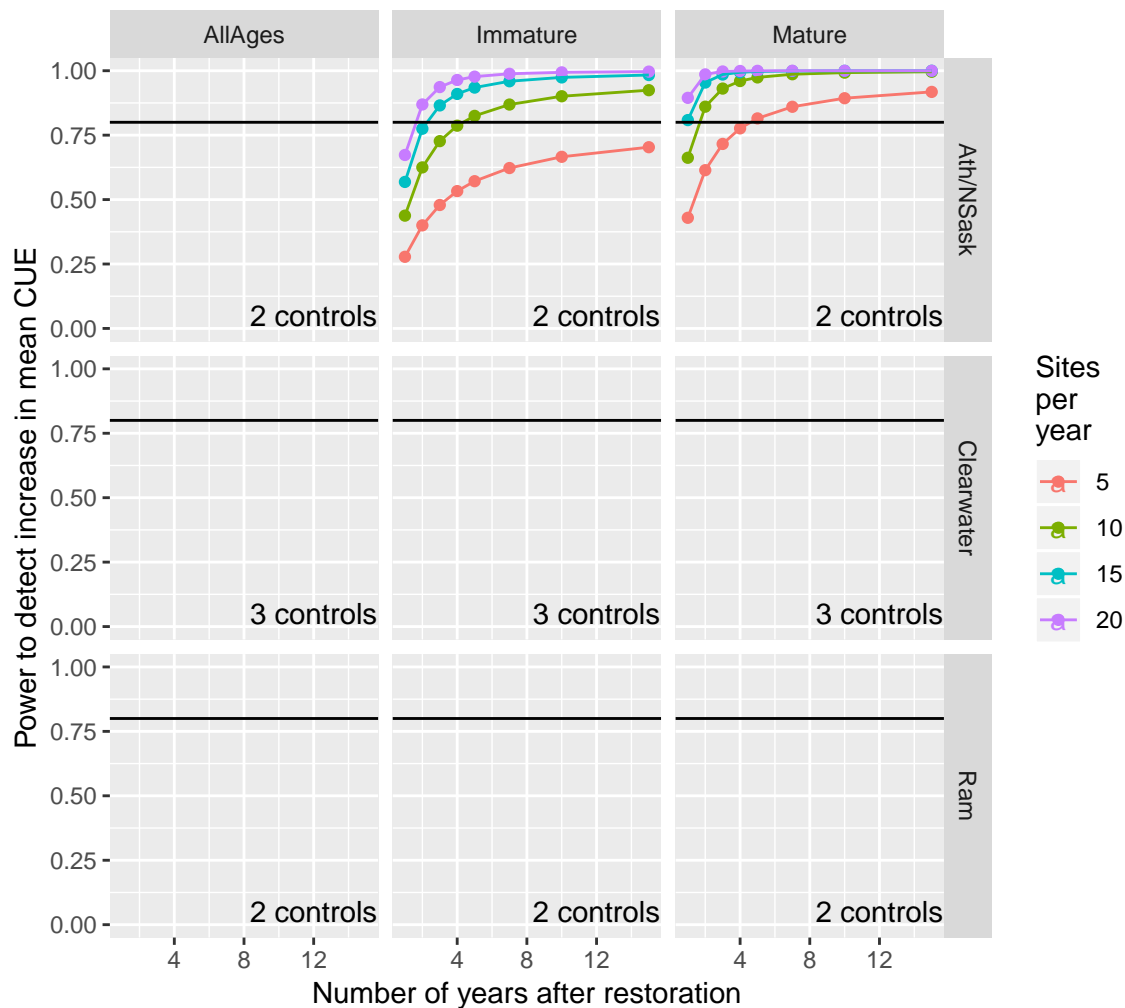 AllAges
Immature
Mature
1.00
0.75
0.50
0.25
0.00
2 controls
2 controls
2 controls
Ath/NSask
1.00
0.75
0.50
0.25
0.00
3 controls
3 controls
3 controls
Clearwater
1.00
0.75
0.50
0.25
0.00
2 controls
2 controls
2 controls
Ram
4 8 12
4 8 12
4 8 12
Number of years after restoration
Power to detect increase in mean CUE
Sites
per
year
a 5
a 10
a 15
a 20